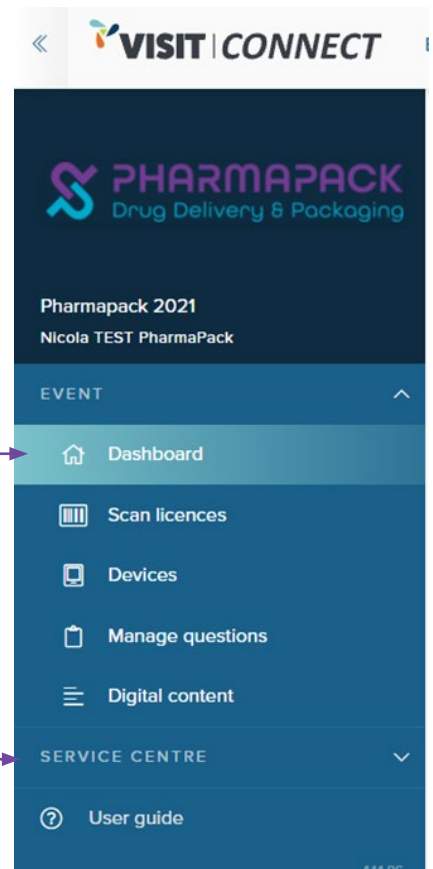 VISIT CONNECT
PHARMAPACK
Drug Delivery & Packaging
Pharmapack 2021
Nicola TEST PharmaPack
EVENT
Dashboard
Scan licences
Devices
Manage questions
Digital content
SERVICE CENTRE
User guide